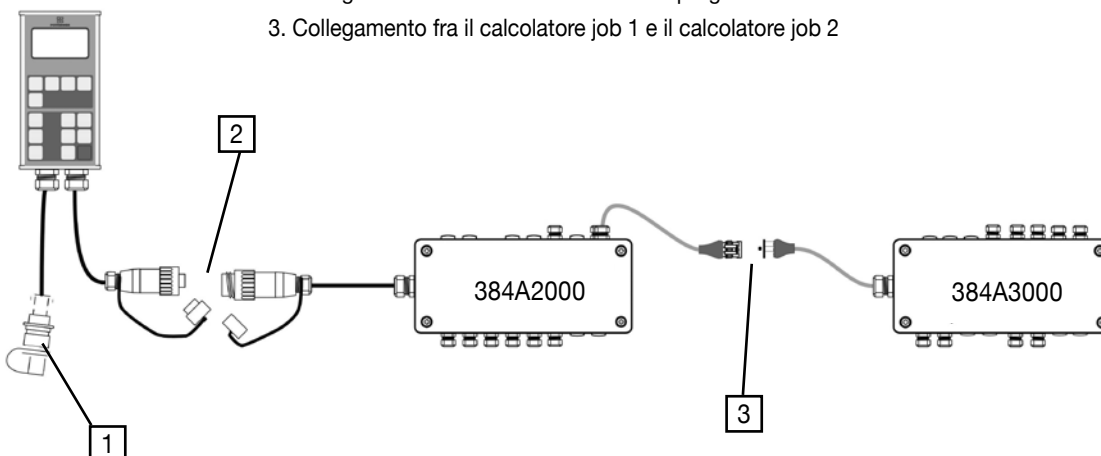 3. Collegamento fra il calcolatore job 1 e il calcolatore job 2
2
384A2000
384A3000
3
1